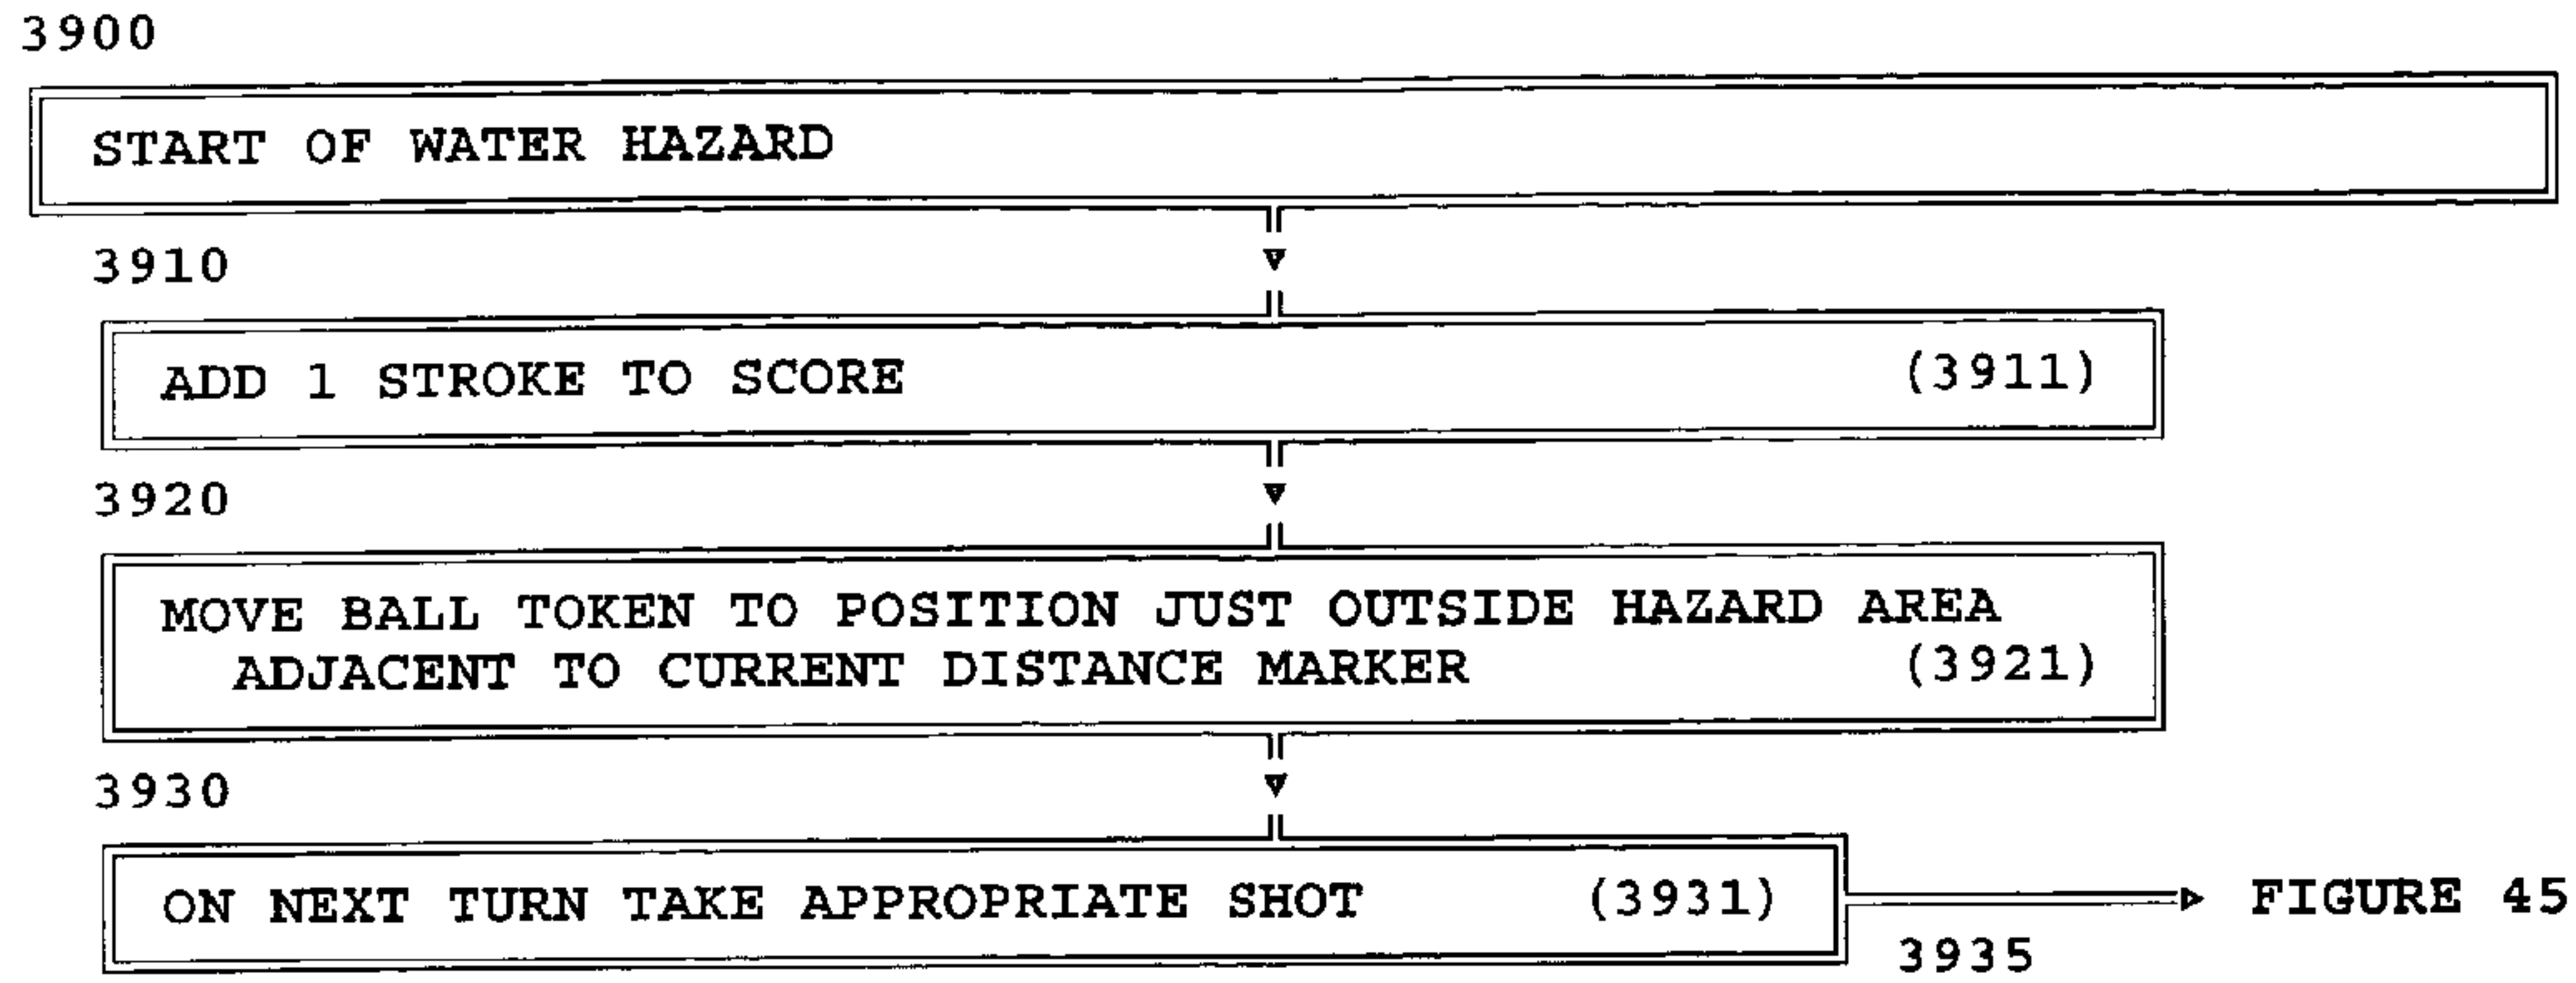 3900
START OF WATER HAZARD
3910
ADD 1 STROKE TO SCORE (3911)
3920
MOVE BALL TOKEN TO POSITION JUST OUTSIDE HAZARD AREA
ADJACENT TO CURRENT DISTANCE MARKER (3921)
3930
ON NEXT TURN TAKE APPROPRIATE SHOT (3931) FIGURE 45
3935